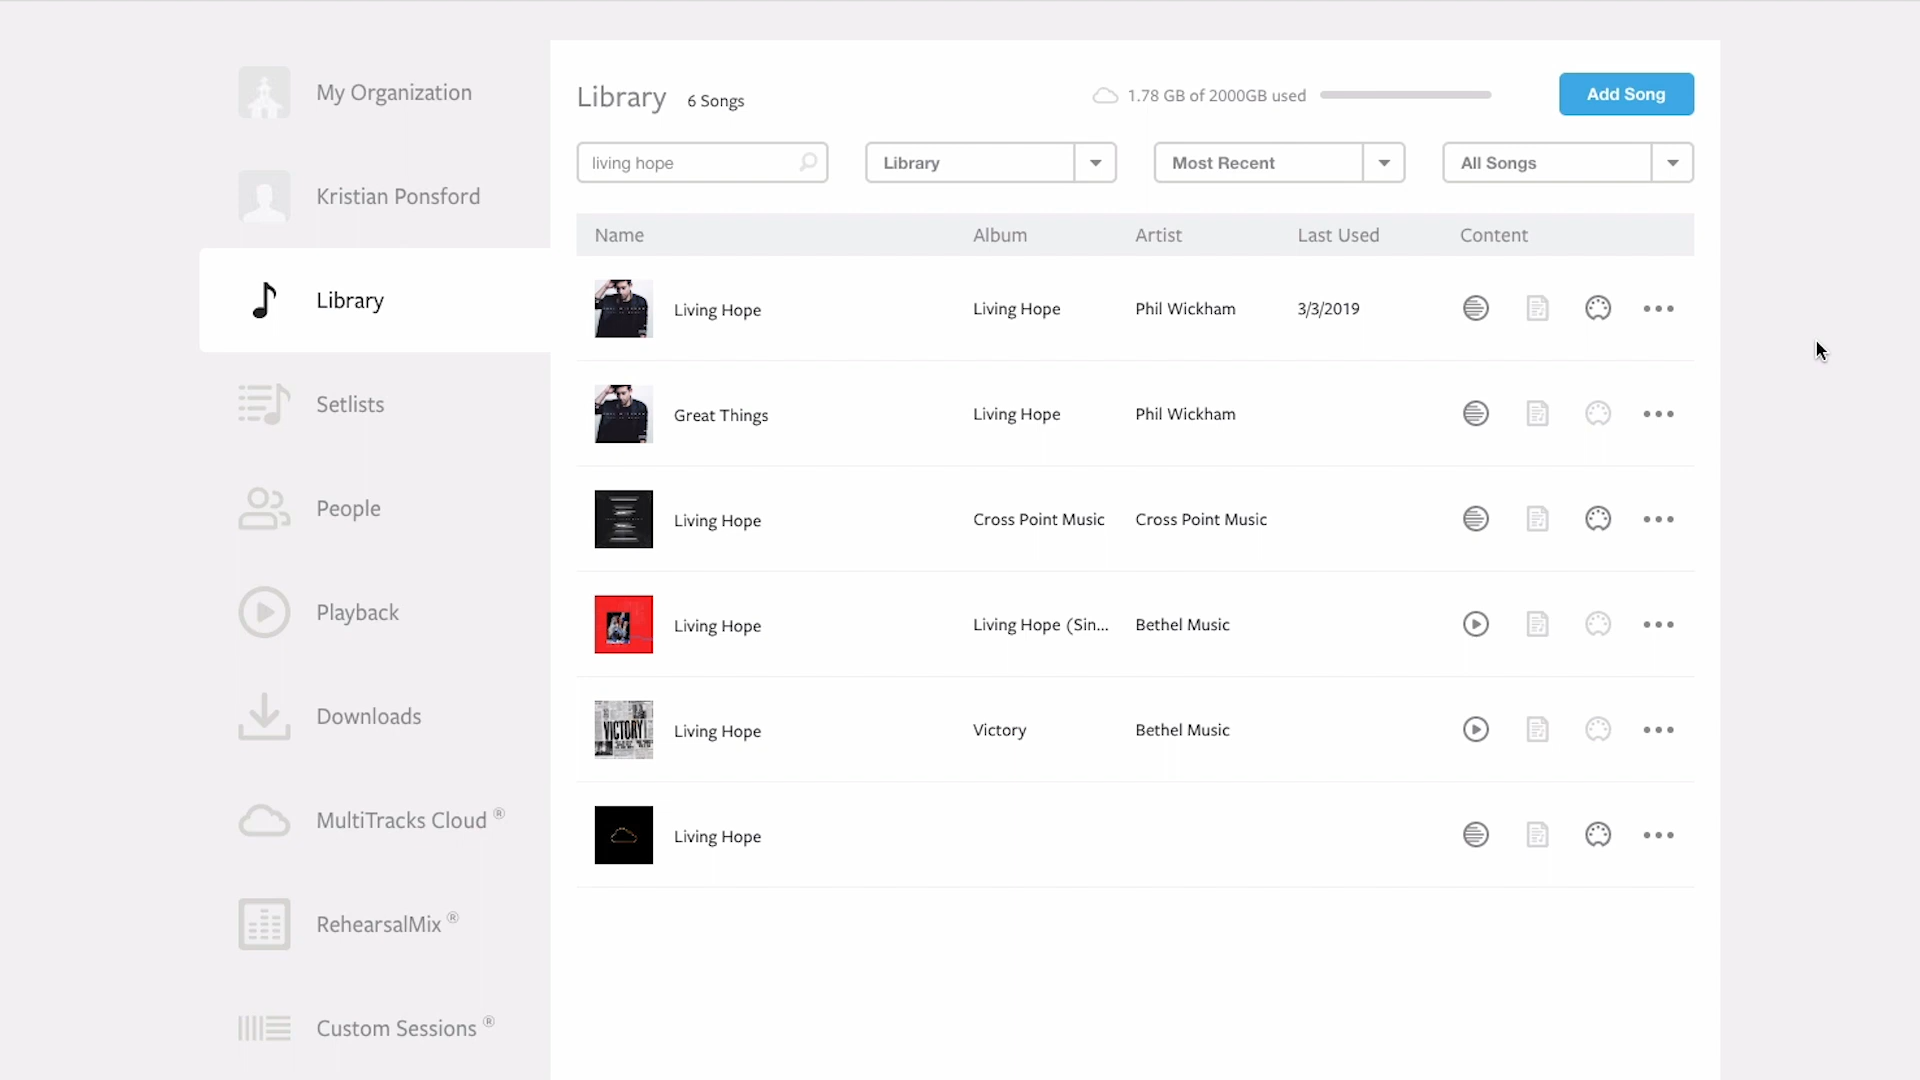 My Organization
Kristian Ponsford
Library
Setlists
People
Playback
Downloads
MultiTracks Cloud ®
RehearsalMix ®
Custom Sessions ®
Library 6 Songs 1.78 GB of 2000GB used Add Song
living hope Library Most Recent All Songs
Name Album Artist Last Used Content
Living Hope Living Hope Phil Wickham 3/3/2019
Great Things Living Hope Phil Wickham
Living Hope Cross Point Music Cross Point Music
Living Hope Living Hope (Sin... Bethel Music
VICTORY!
Living Hope Victory Bethel Music
Living Hope